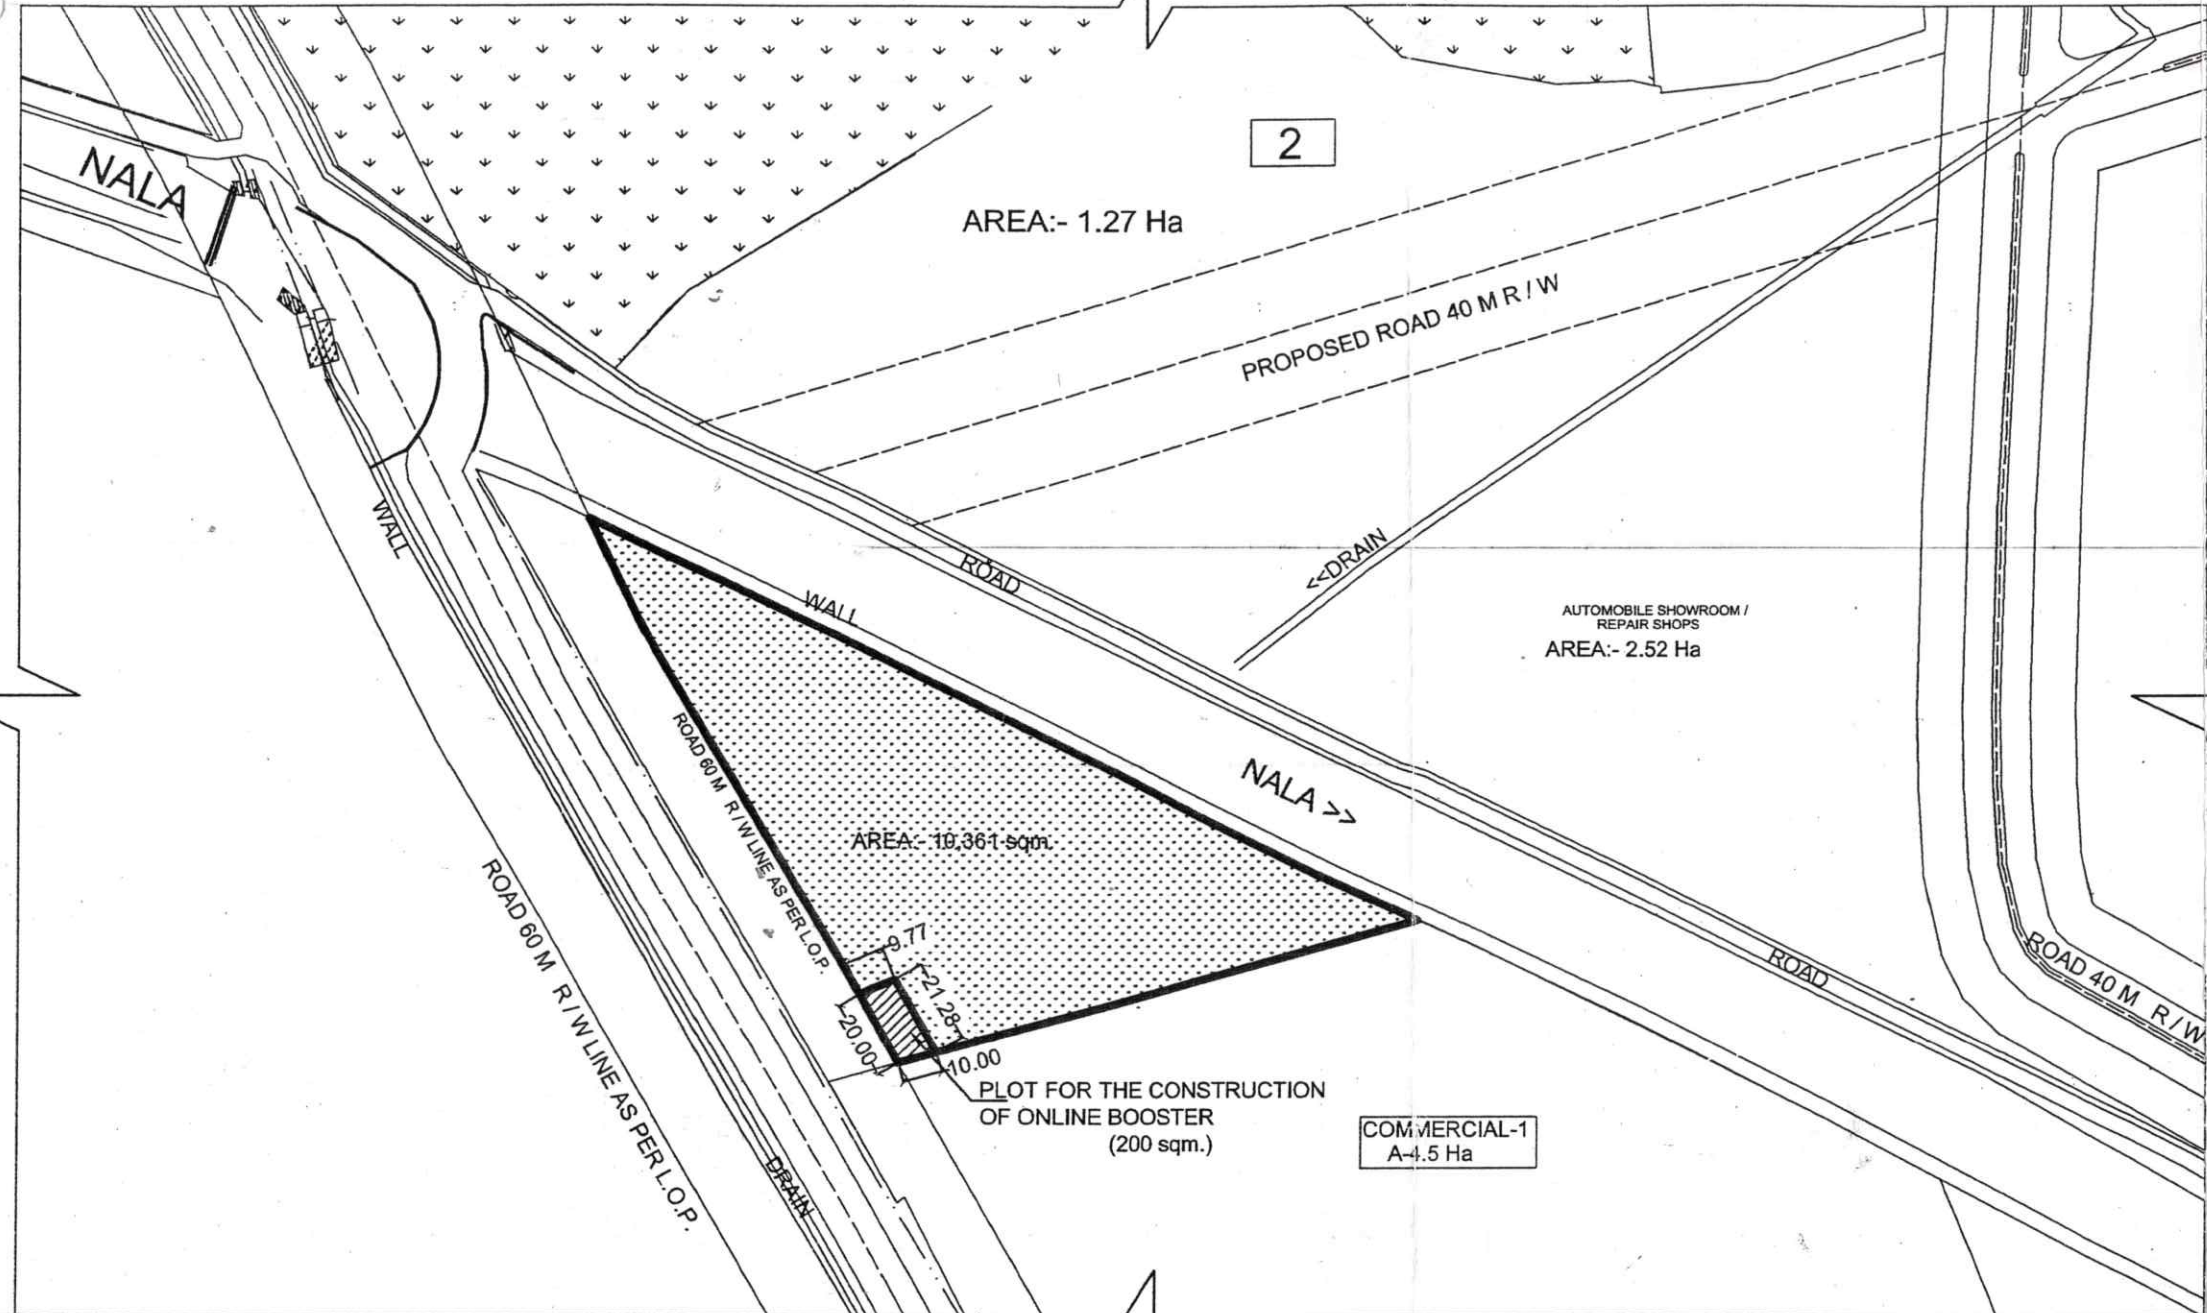 NALA
2
AREA:- 1.27 Ha
PROPOSED ROAD 40 M R / W
WALL
ROAD
<<DRAIN
WALL
AUTOMOBILE SHOWROOM /
REPAIR SHOPS
AREA:- 2.52 Ha
ROAD 60 M R / W LINE AS PER L.O.P.
NALA >>
AREA:- 10,361 sqm.
ROAD 60 M R / W LINE AS PER L.O.P.
9.77
21.28
20.00
10.00
ROAD
ROAD 40 M R / W
PLOT FOR THE CONSTRUCTION
OF ONLINE BOOSTER
(200 sqm.)
COMMERCIAL-1
A-4.5 Ha
DRAIN